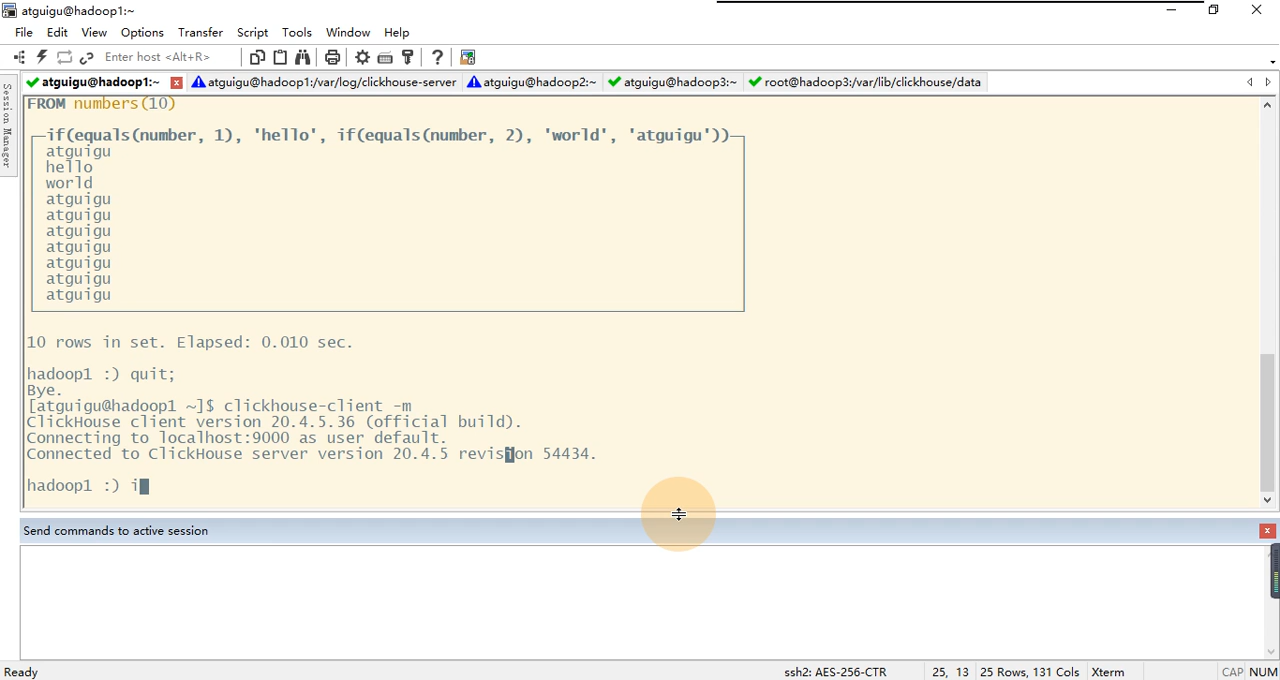 atguigu@hadoop1:~
File Edit View Options Transfer Script Tools Window Help
Enter host <Alt+R>
atguigu@hadoop1:~ atguigu@hadoop1:/var/log/clickhouse-server atguigu@hadoop2:~ atguigu@hadoop3:~ root@hadoop3:/var/lib/clickhouse/data
Session Manager
FROM numbers(10)
if(equals(number, 1), 'hello', if(equals(number, 2), 'world', 'atguigu'))
atguigu
hello
world
atguigu
atguigu
atguigu
atguigu
atguigu
atguigu
atguigu
10 rows in set. Elapsed: 0.010 sec.
hadoop1 :) quit;
Bye.
[atguigu@hadoop1 ~]$ clickhouse-client -m
ClickHouse client version 20.4.5.36 (official build).
Connecting to localhost:9000 as user default.
Connected to ClickHouse server version 20.4.5 revision 54434.
hadoop1 :) i
Send commands to active session
Ready ssh2: AES-256-CTR 25, 13 25 Rows, 131 Cols Xterm CAP NUM